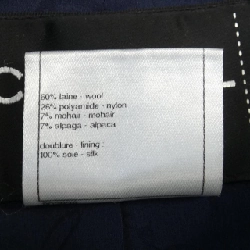 60% laine - wool
26% polyamide - nylon
7% mohair - mohair
7% alpaga - alpaca
doublure - lining :
100% soie - silk